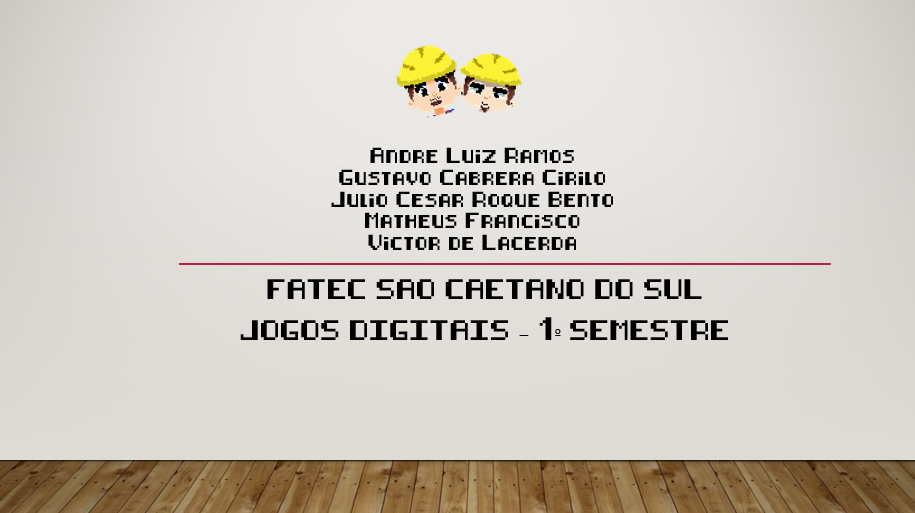 Andre Luiz Ramos
Gustavo Cabrera Cirilo
Julio Cesar Roque Bento
Matheus Francisco
Victor de Lacerda
FATEC SAO CAETANO DO SUL
JOGOS DIGITAIS - 1º SEMESTRE